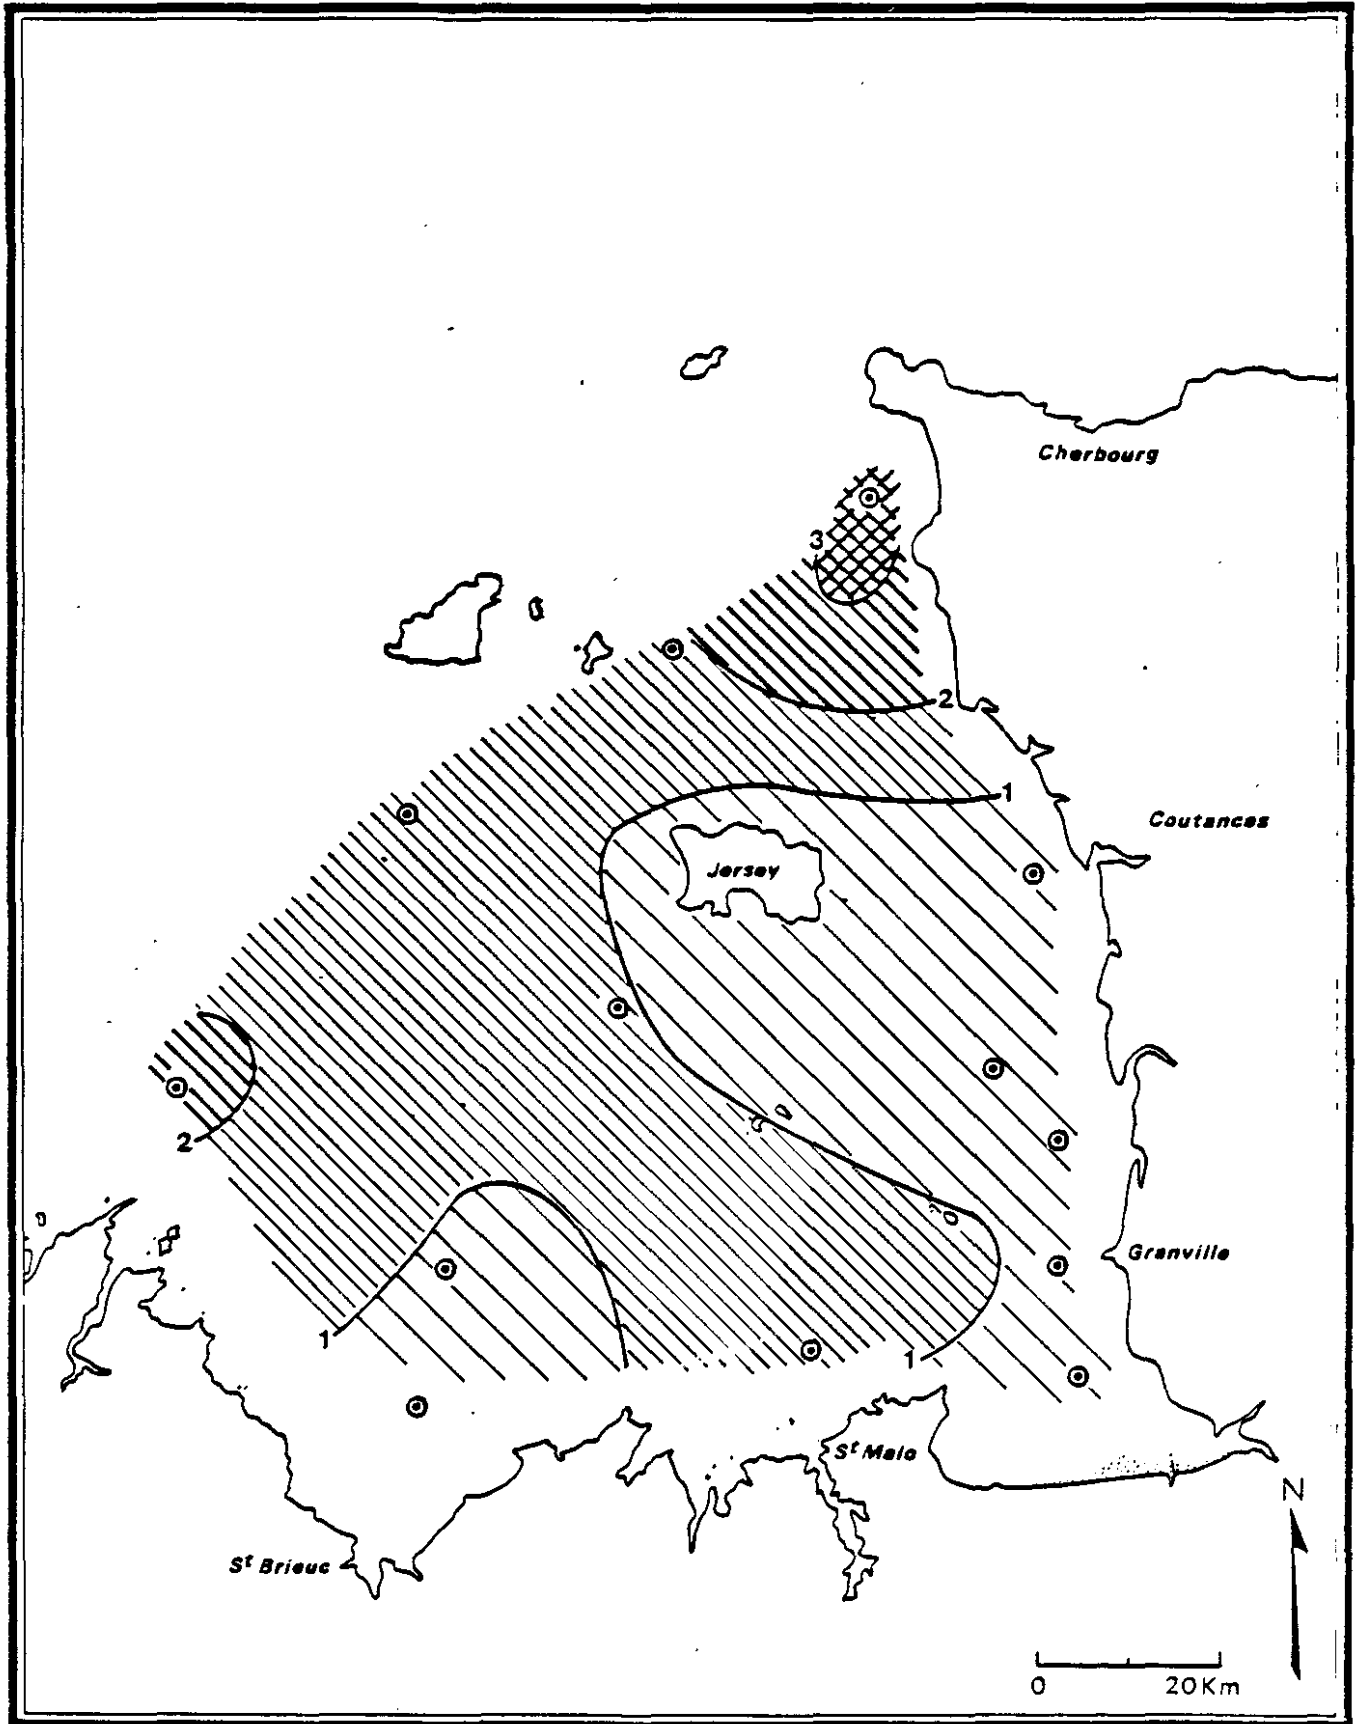 Cherbourg
3
2
1
Coutances
Jersey
2
Granville
1
1
St Malo
N
St Brieuc
0 20Km